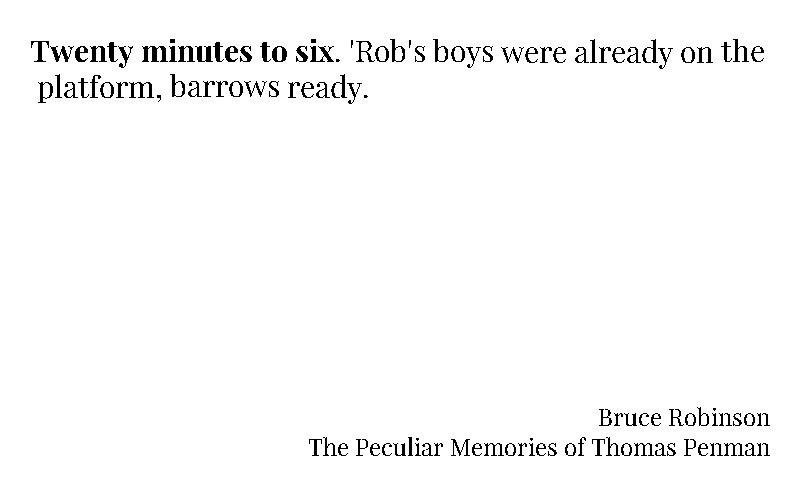 Twenty minutes to six. 'Rob's boys were already on the
platform, barrows ready.
Bruce Robinson
The Peculiar Memories of Thomas Penman